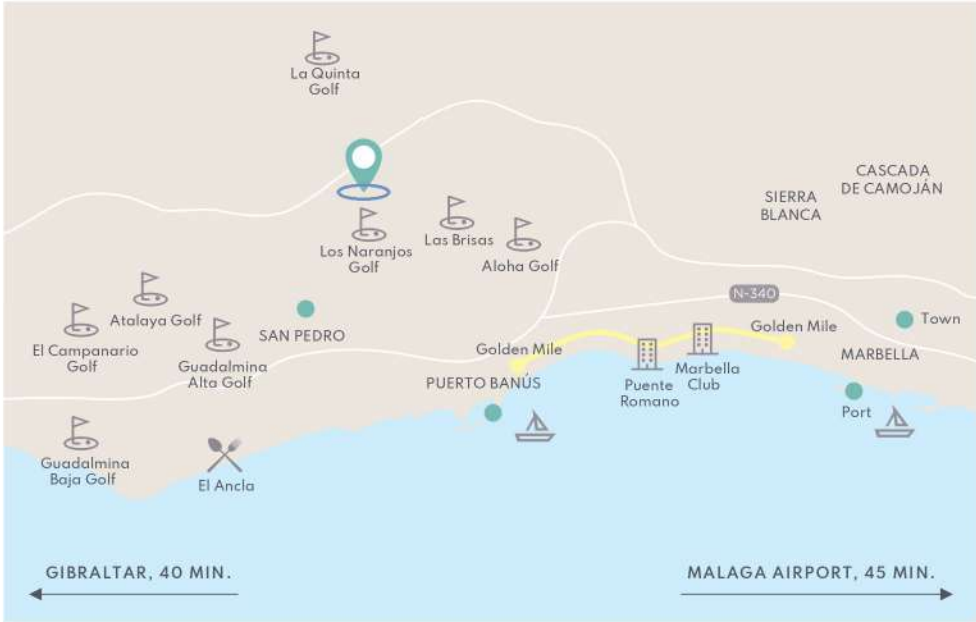 La Quinta
Golf
CASCADA
DE CAMOJÁN
SIERRA
BLANCA
Los Naranjos
Golf
Las Brisas
Aloha Golf
N-340
Atalaya Golf
SAN PEDRO
El Campanario
Golf
Guadalmina
Alta Golf
Golden Mile
Golden Mile
Town
MARBELLA
PUERTO BANÚS
Puente
Romano
Marbella
Club
Port
Guadalmina
Baja Golf
El Ancla
GIBRALTAR, 40 MIN.
MALAGA AIRPORT, 45 MIN.